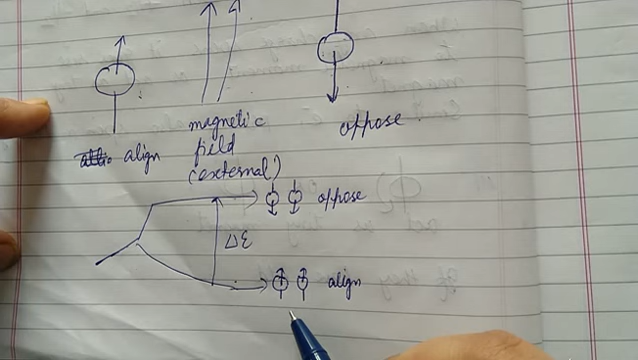 align
magnetic
field
(external)
oppose
oppose
ΔE
align